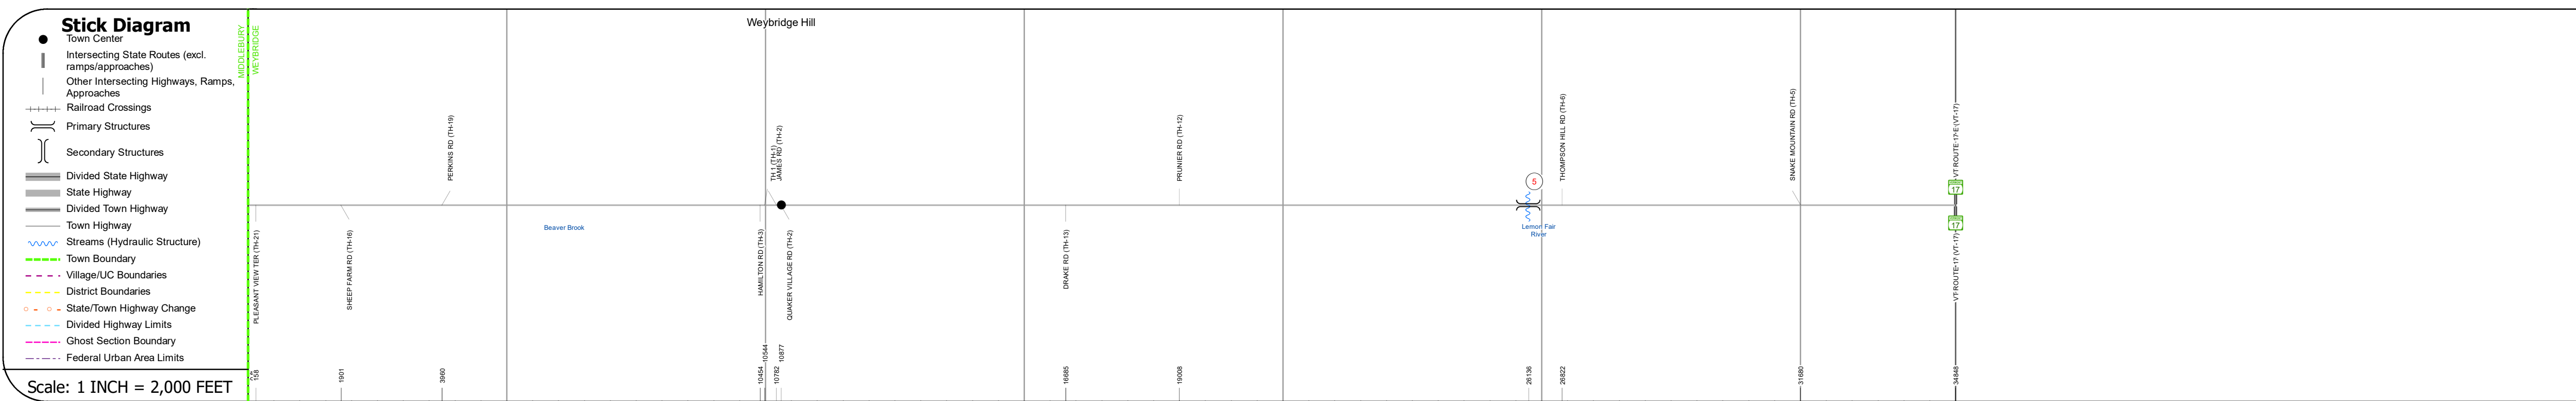 Stick Diagram
Town Center
Intersecting State Routes (excl.
ramps/approaches)
Other Intersecting Highways, Ramps,
Approaches
Railroad Crossings
Primary Structures
Secondary Structures
Divided State Highway
State Highway
Divided Town Highway
Town Highway
Streams (Hydraulic Structure)
Town Boundary
Village/UC Boundaries
District Boundaries
State/Town Highway Change
Divided Highway Limits
Ghost Section Boundary
Federal Urban Area Limits
Scale: 1 INCH = 2,000 FEET
MIDDLEBURY
WEYBRIDGE
Weybridge Hill
PERKINS RD (TH-19)
TH 1 (TH-1)
JAMES RD (TH-2)
PRUNIER RD (TH-12)
5
THOMPSON HILL RD (TH-6)
SNAKE MOUNTAIN RD (TH-5)
VT ROUTE 17 E (VT-17)
17
17
PLEASANT VIEW TER (TH-21)
SHEEP FARM RD (TH-16)
Beaver Brook
HAMILTON RD (TH-3)
QUAKER VILLAGE RD (TH-2)
DRAKE RD (TH-13)
Lemon Fair
River
VT ROUTE 17 (VT-17)
158
1901
3960
10454
10544
10782
10877
16685
19008
26136
26822
31680
34848